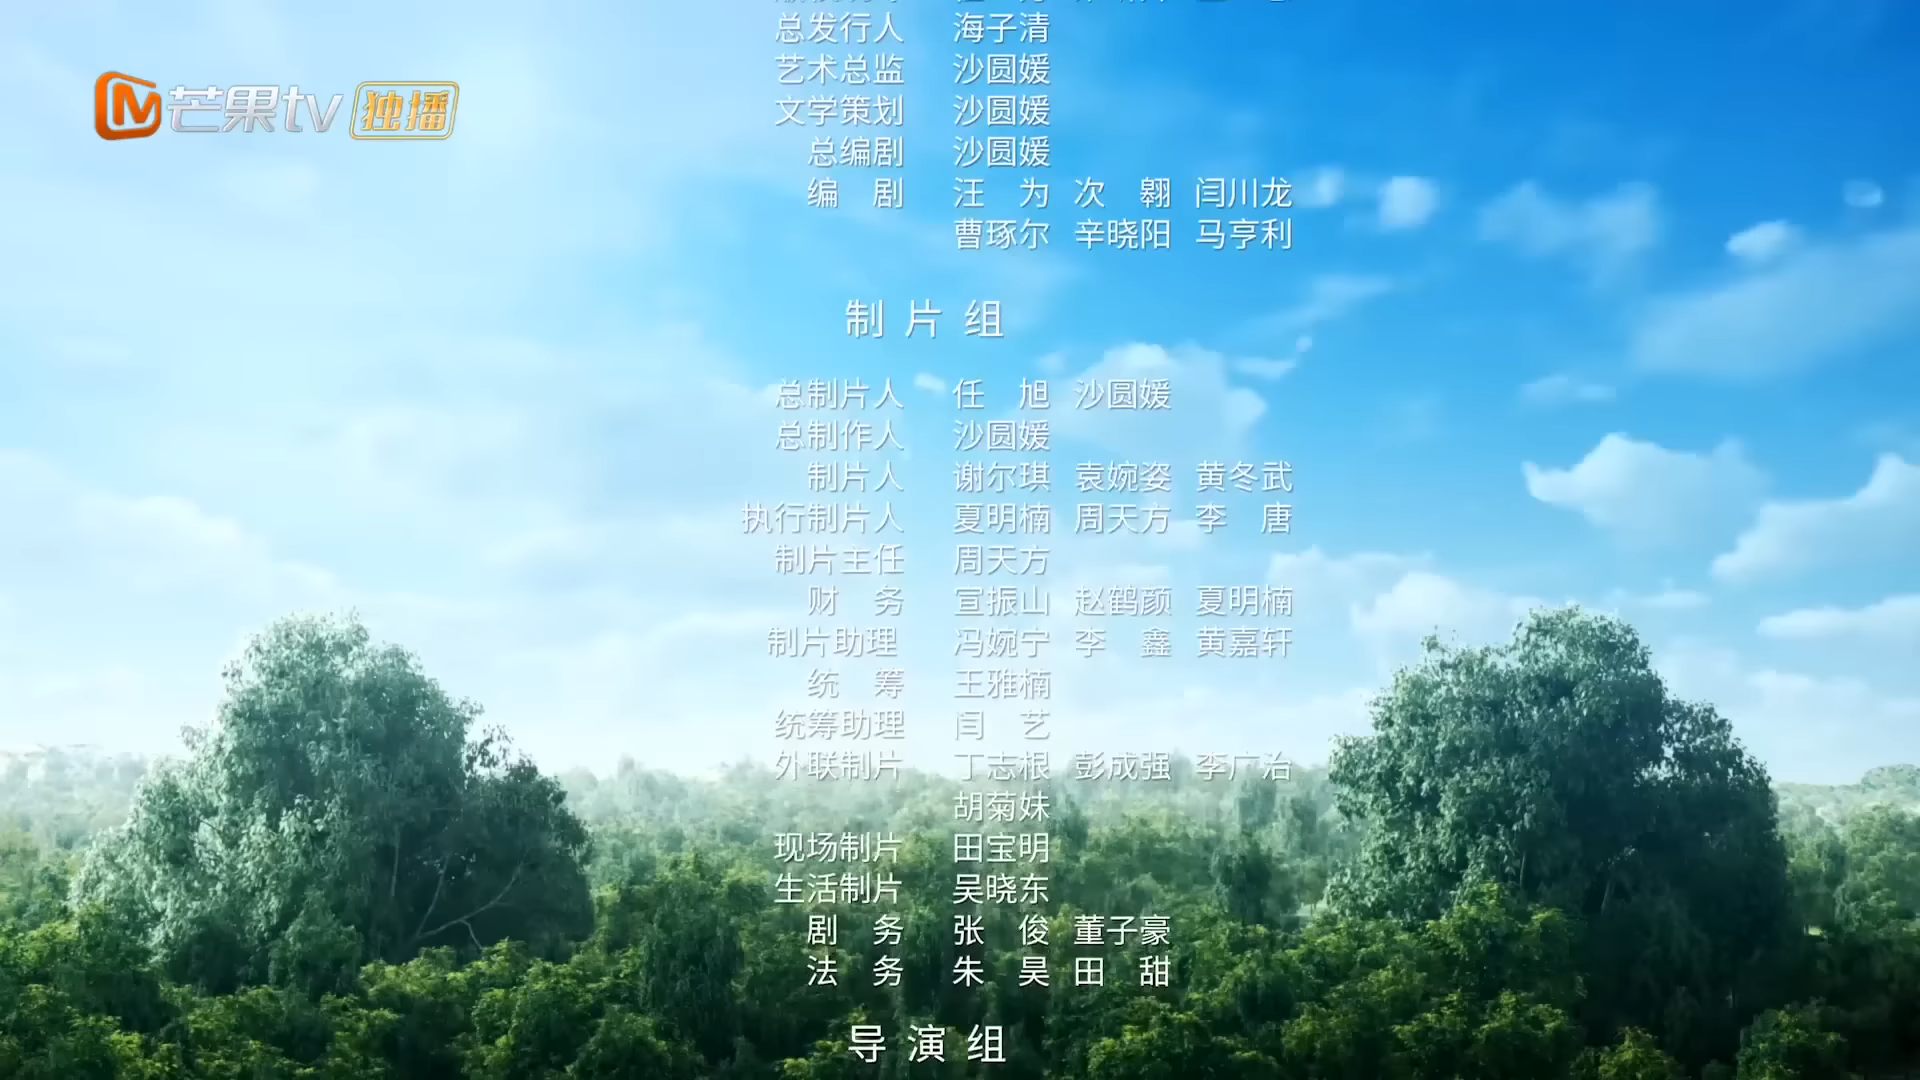 总发行人 海子清
艺术总监 沙圆媛
芒果tv 独播
文学策划 沙圆媛
总编剧 沙圆媛
编 剧 汪 为 次 翱 闫川龙
曹琢尔 辛晓阳 马亨利
制片组
总制片人 任 旭 沙圆媛
总制作人 沙圆媛
制片人 谢尔琪 袁婉姿 黄冬武
执行制片人 夏明楠 周天方 李 唐
制片主任 周天方
财 务 宣振山 赵鹤颜 夏明楠
制片助理 冯婉宁 李 鑫 黄嘉轩
统 筹 王雅楠
统筹助理 闫 艺
外联制片 丁志根 彭成强 李广治
胡菊妹
现场制片 田宝明
生活制片 吴晓东
剧 务 张 俊 董子豪
法 务 朱 昊 田 甜
导演组